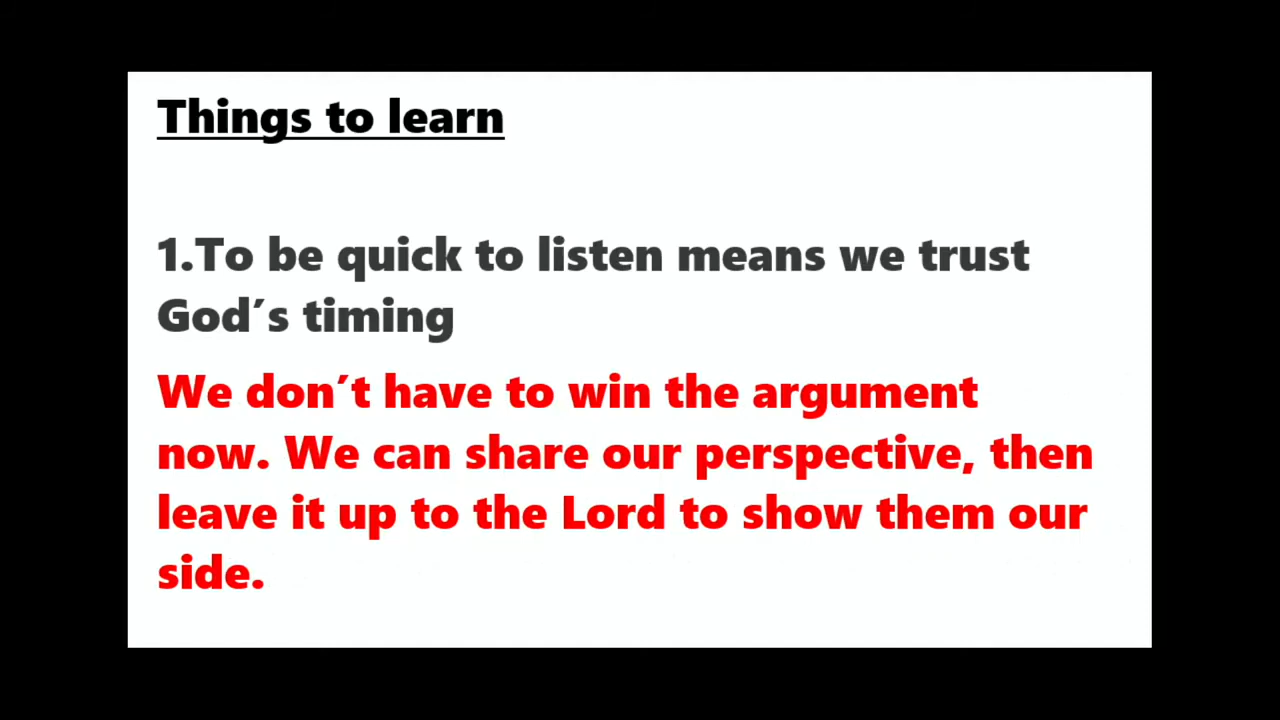 Things to learn
1.To be quick to listen means we trust
God´s timing
We don´t have to win the argument
now. We can share our perspective, then
leave it up to the Lord to show them our
side.